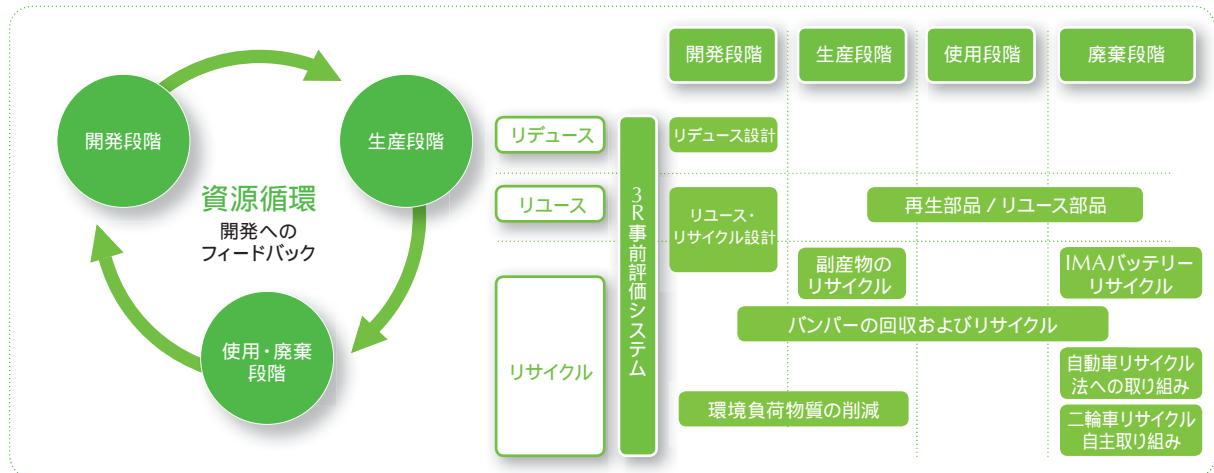 開発段階
生産段階
資源循環
開発への
フィードバック
使用・廃棄
段階
開発段階
生産段階
使用段階
廃棄段階
リデュース
リユース
リサイクル
3R事前評価システム
リデュース設計
リユース・
リサイクル設計
再生部品 / リユース部品
副産物の
リサイクル
IMAバッテリー
リサイクル
バンパーの回収およびリサイクル
自動車リサイクル
法への取り組み
環境負荷物質の削減
二輪車リサイクル
自主取り組み